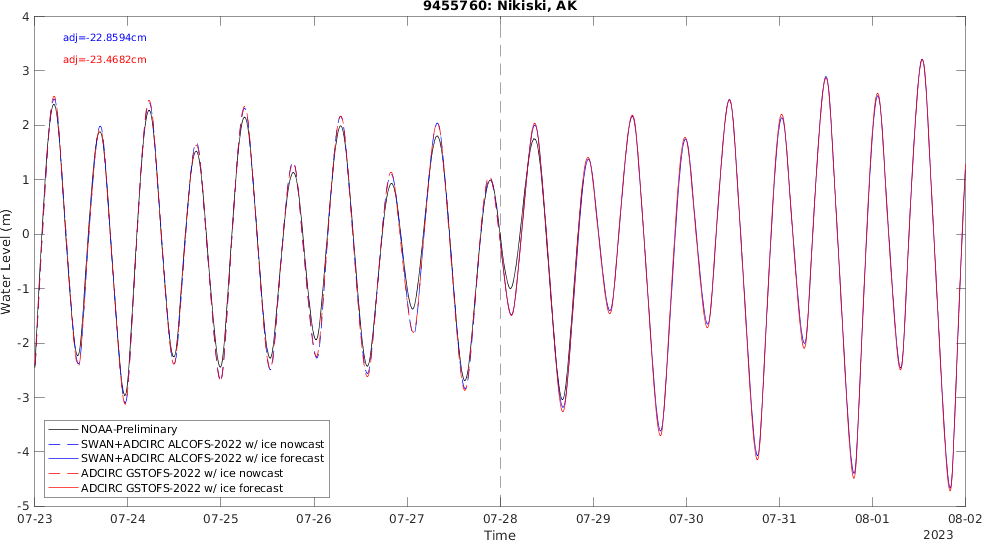 9455760: Nikiski, AK
adj=-22.8594cm
adj=-23.4682cm
4
3
2
1
0
-1
-2
-3
-4
-5
Water Level (m)
NOAA-Preliminary
SWAN+ADCIRC ALCOFS-2022 w/ ice nowcast
SWAN+ADCIRC ALCOFS-2022 w/ ice forecast
ADCIRC GSTOFS-2022 w/ ice nowcast
ADCIRC GSTOFS-2022 w/ ice forecast
07-23 07-24 07-25 07-26 07-27 07-28 07-29 07-30 07-31 08-01 08-02
Time
2023